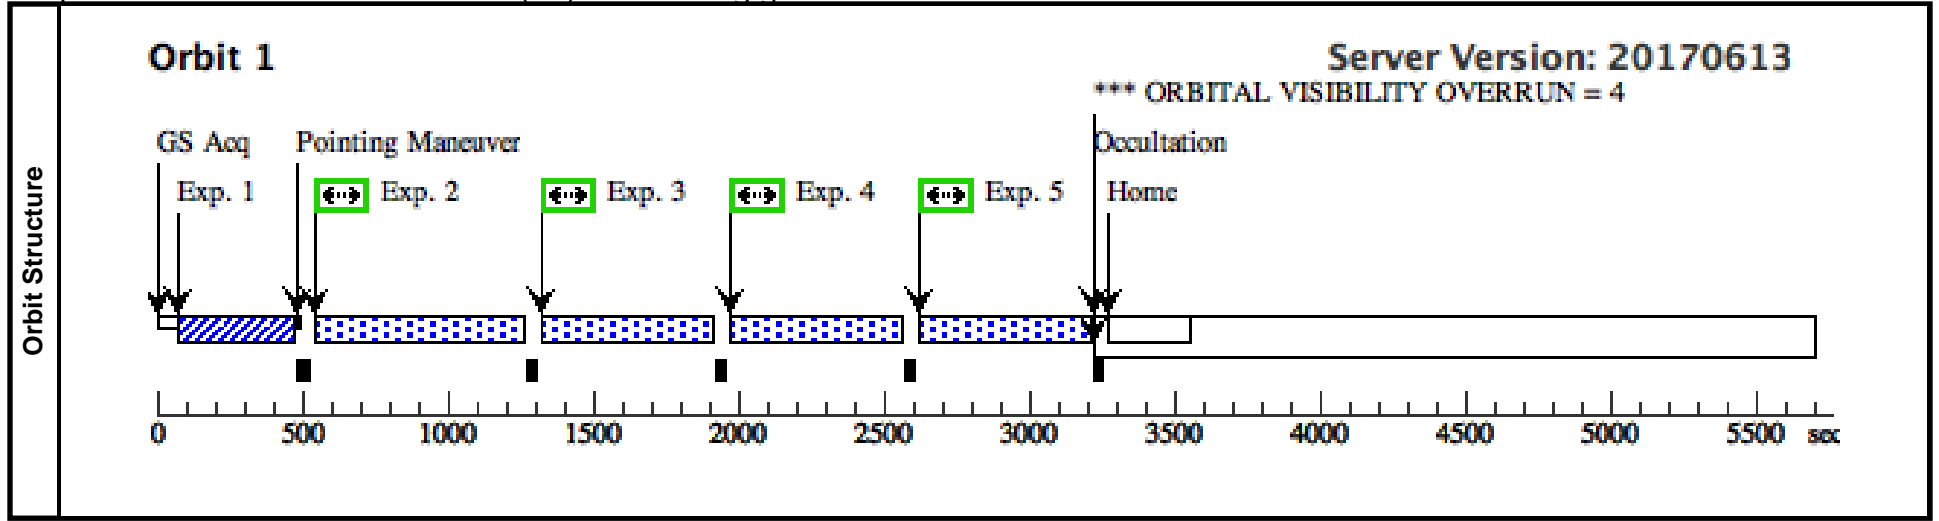 Orbit Structure
Orbit 1
Server Version: 20170613
*** ORBITAL VISIBILITY OVERRUN = 4
GS Acq Pointing Maneuver Occultation
Exp. 1 Exp. 2 Exp. 3 Exp. 4 Exp. 5 Home
0 500 1000 1500 2000 2500 3000 3500 4000 4500 5000 5500 sec